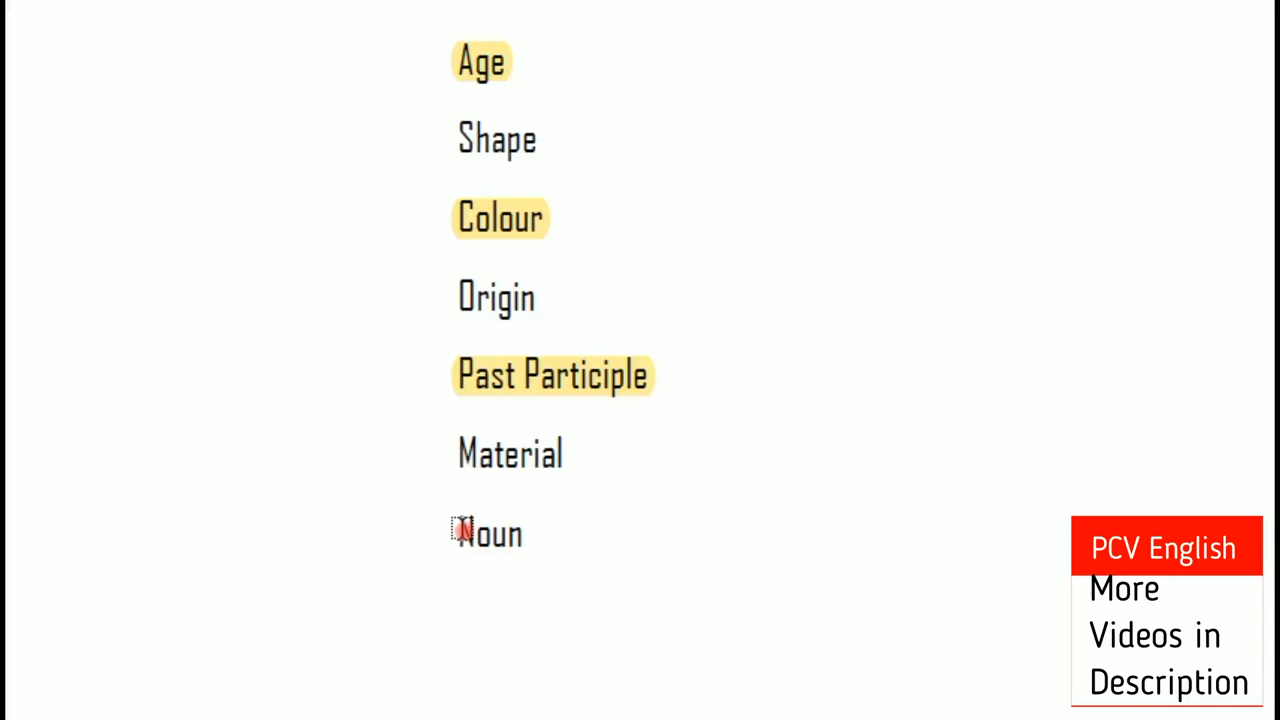 Age
Shape
Colour
Origin
Past Participle
Material
Noun
PCV English
More
Videos in
Description